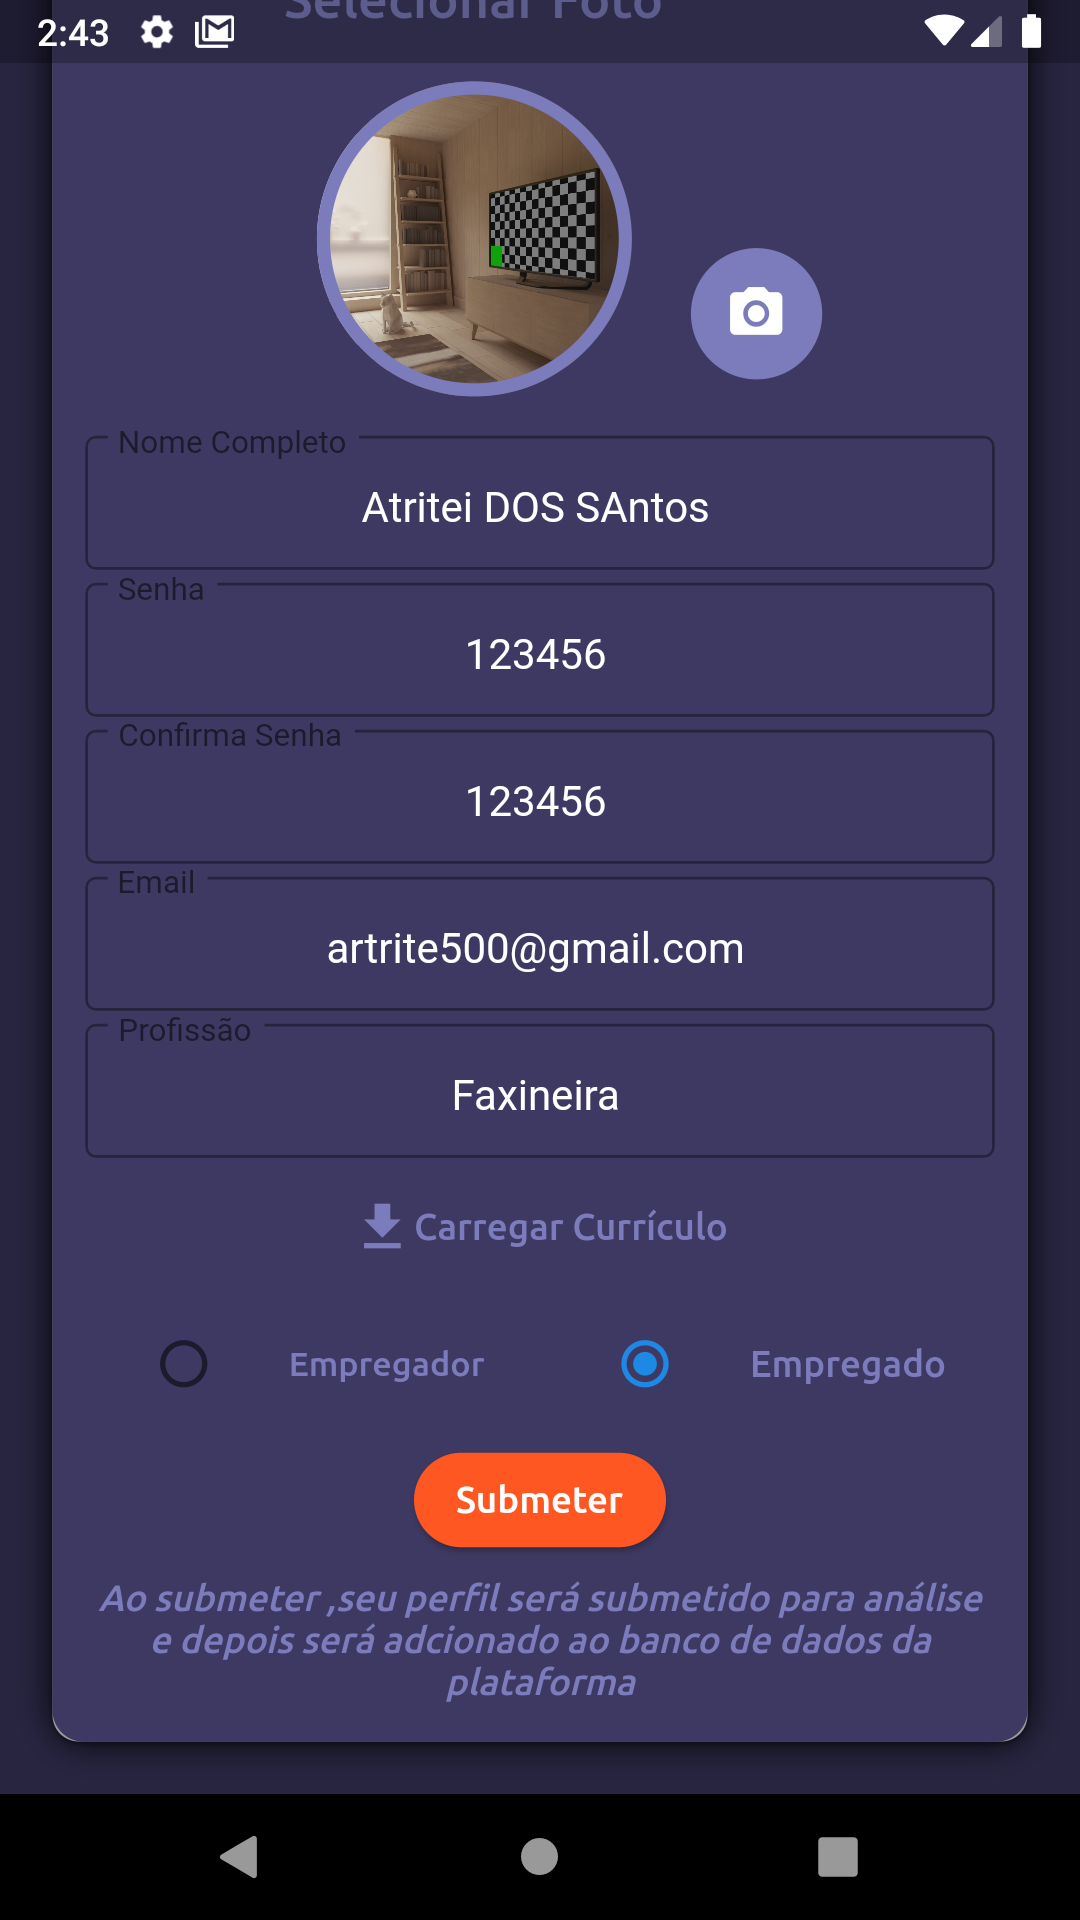 2:43
Selecionar Foto
Nome Completo
Atritei DOS SAntos
Senha
123456
Confirma Senha
123456
Email
artrite500@gmail.com
Profissão
Faxineira
Carregar Currículo
Empregador
Empregado
Submeter
Ao submeter ,seu perfil será submetido para análise
e depois será adcionado ao banco de dados da
plataforma